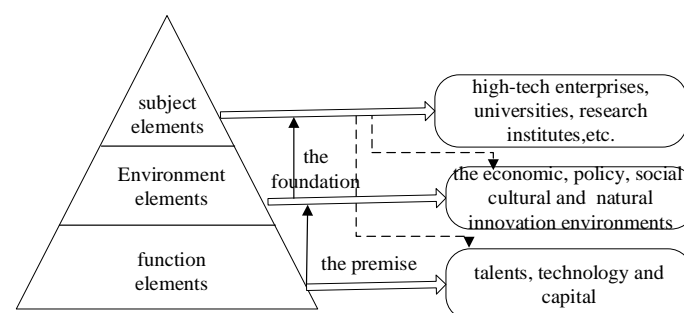 subject
elements
high-tech enterprises,
universities, research
institutes,etc.
the
foundation
Environment
elements
the economic, policy, social
cultural and natural
innovation environments
function
elements
the premise
talents, technology and
capital